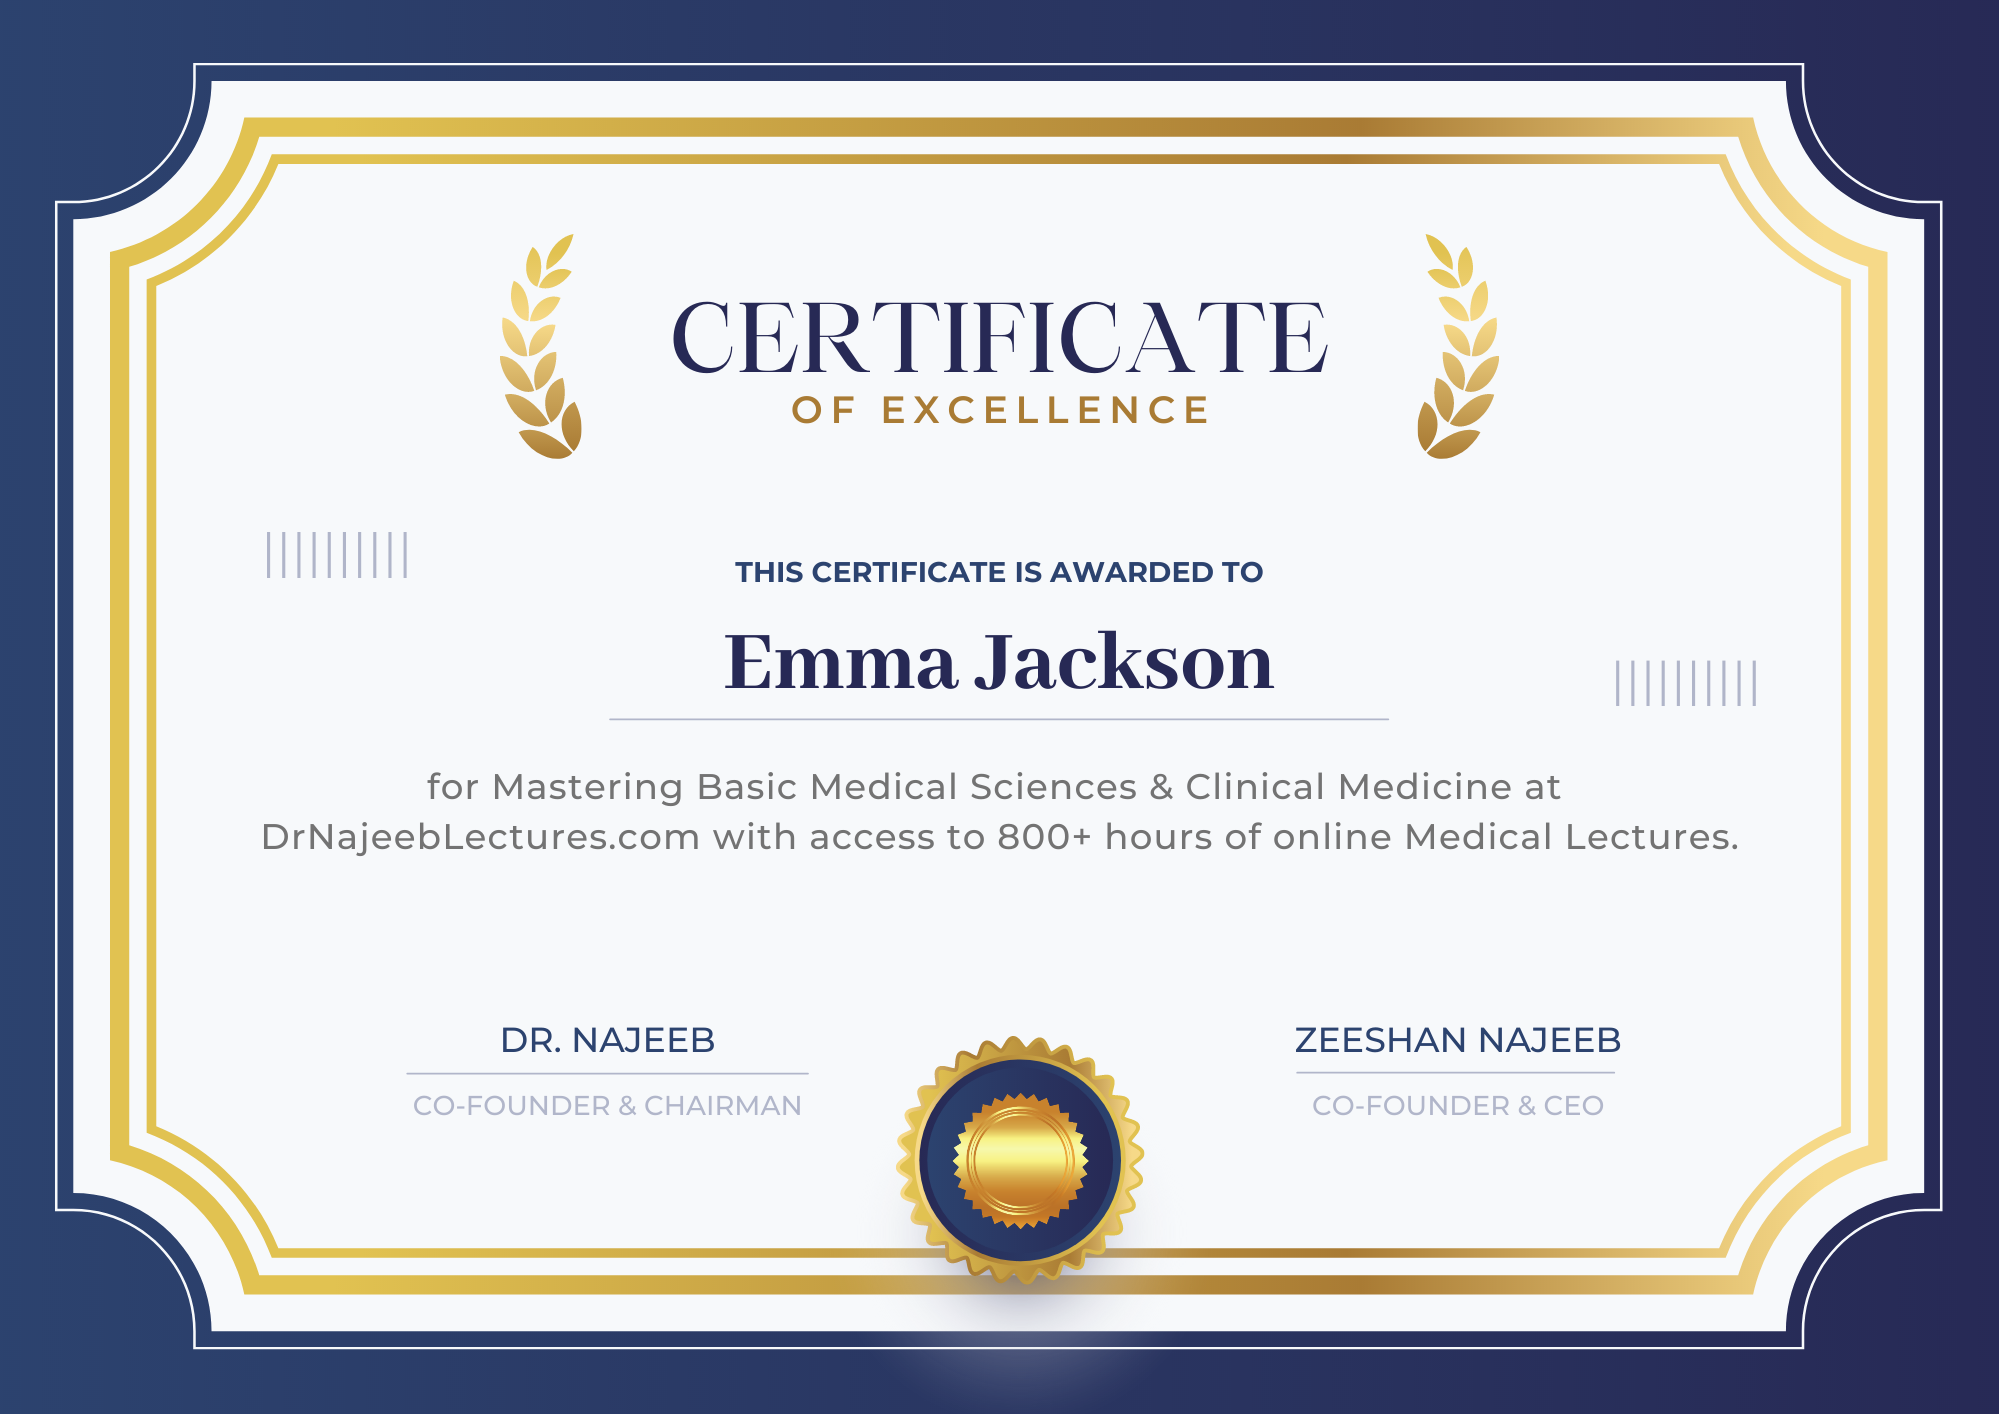 CERTIFICATE
OF EXCELLENCE
THIS CERTIFICATE IS AWARDED TO
Emma Jackson
for Mastering Basic Medical Sciences & Clinical Medicine at
DrNajeebLectures.com with access to 800+ hours of online Medical Lectures.
DR. NAJEEB
CO-FOUNDER & CHAIRMAN
ZEESHAN NAJEEB
CO-FOUNDER & CEO